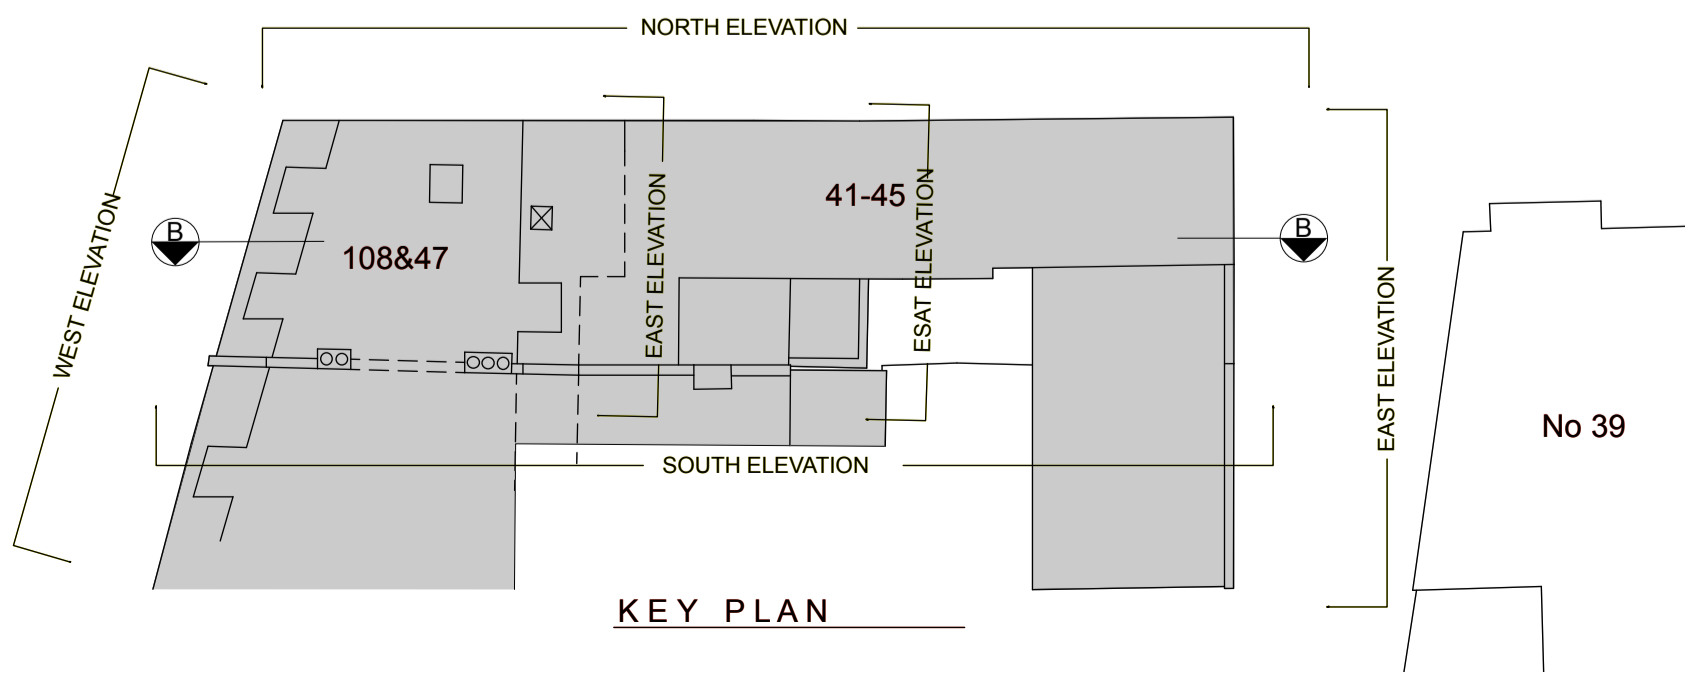 NORTH ELEVATION
WEST ELEVATION
EAST ELEVATION
ESAT ELEVATION
41-45
B
B
108&47
EAST ELEVATION
No 39
SOUTH ELEVATION
KEY PLAN